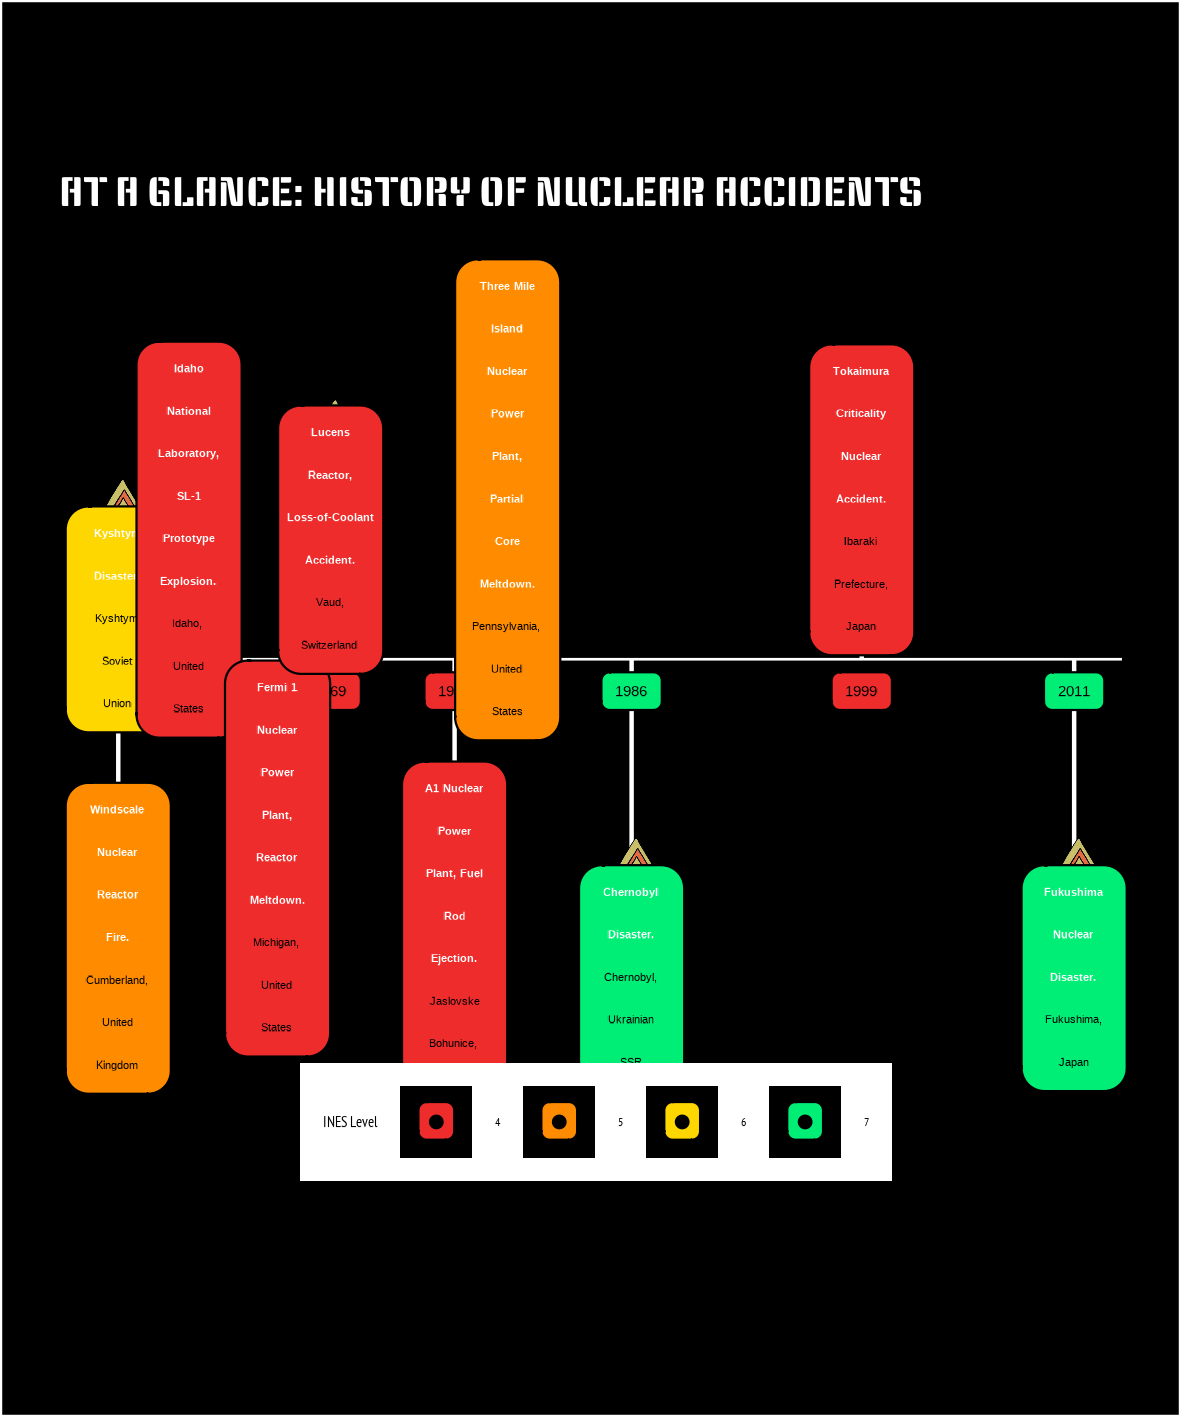 AT A GLANCE: HISTORY OF NUCLEAR ACCIDENTS
Three Mile
Island
Nuclear
Power
Plant,
Partial
Core
Meltdown.
Pennsylvania,
United
States
Idaho
National
Laboratory,
SL-1
Prototype
Explosion.
Idaho,
United
States
Tokaimura
Criticality
Nuclear
Accident.
Ibaraki
Prefecture,
Japan
Lucens
Reactor,
Loss-of-Coolant
Accident.
Vaud,
Switzerland
Kyshtym
Disaster
Kyshtym
Soviet
Union
69
19
1986
1999
2011
Fermi 1
Nuclear
Power
Plant,
Reactor
Meltdown.
Michigan,
United
States
A1 Nuclear
Power
Plant, Fuel
Rod
Ejection.
Jaslovske
Bohunice,
Windscale
Nuclear
Reactor
Fire.
Cumberland,
United
Kingdom
Chernobyl
Disaster.
Chernobyl,
Ukrainian
SSR
Fukushima
Nuclear
Disaster.
Fukushima,
Japan
INES Level 4 5 6 7